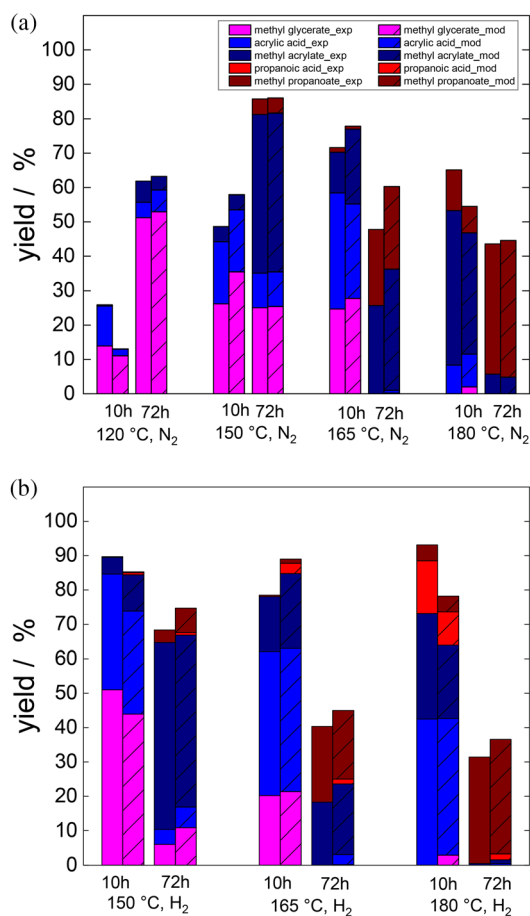 (a)
methyl glycerate_exp methyl glycerate_mod
acrylic acid_exp acrylic acid_mod
methyl acrylate_exp methyl acrylate_mod
propanoic acid_exp propanoic acid_mod
methyl propanoate_exp methyl propanoate_mod
100
90
80
70
60
50
40
30
20
10
0
yield / %
10h 72h 10h 72h 10h 72h 10h 72h
120 °C, N₂ 150 °C, N₂ 165 °C, N₂ 180 °C, N₂
(b)
100
90
80
70
60
50
40
30
20
10
0
yield / %
10h 72h 10h 72h 10h 72h
150 °C, H₂ 165 °C, H₂ 180 °C, H₂